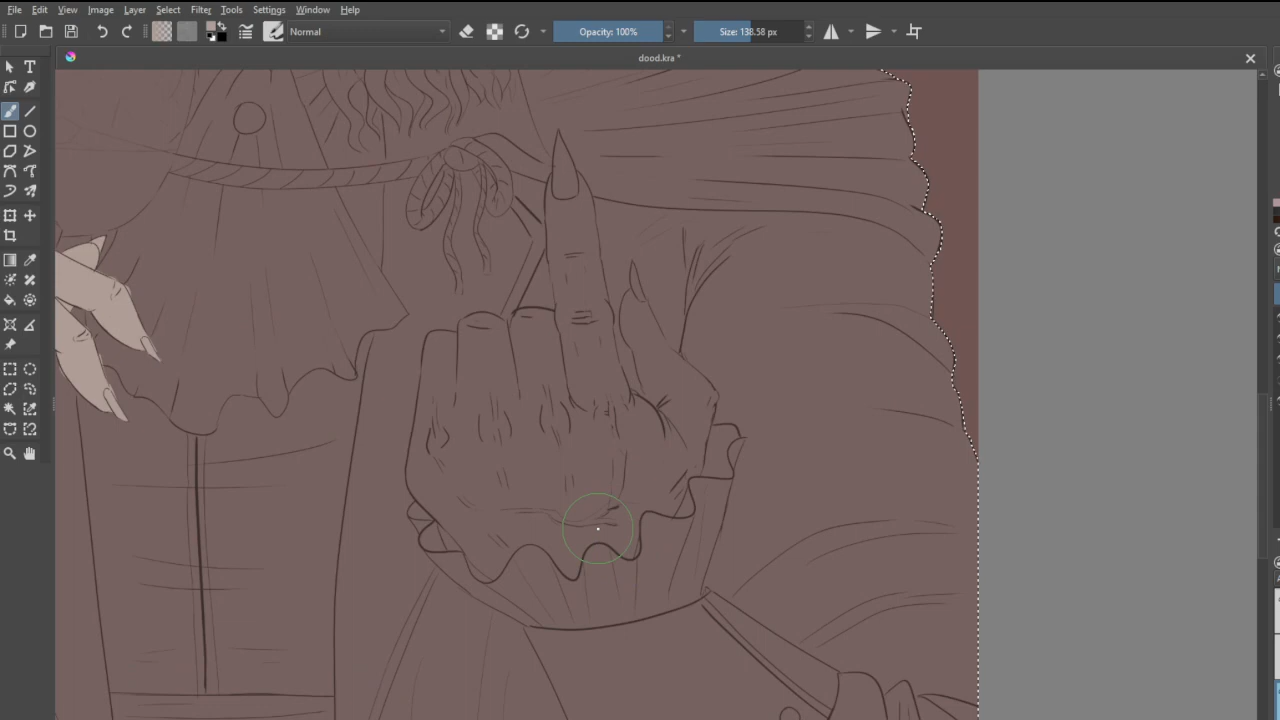 File Edit View Image Layer Select Filter Tools Settings Window Help
Normal Opacity: 100% Size: 138.58 px
dood.kra *